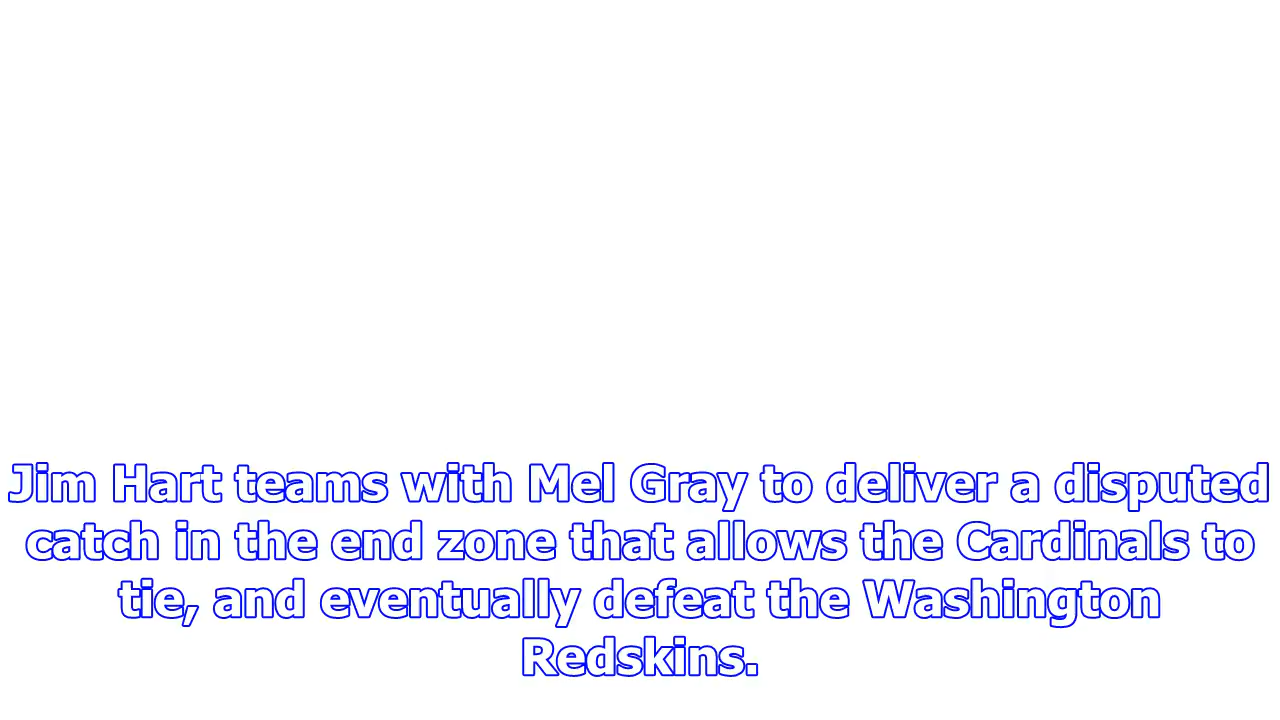 Jim Hart teams with Mel Gray to deliver a disputed
catch in the end zone that allows the Cardinals to
tie, and eventually defeat the Washington
Redskins.